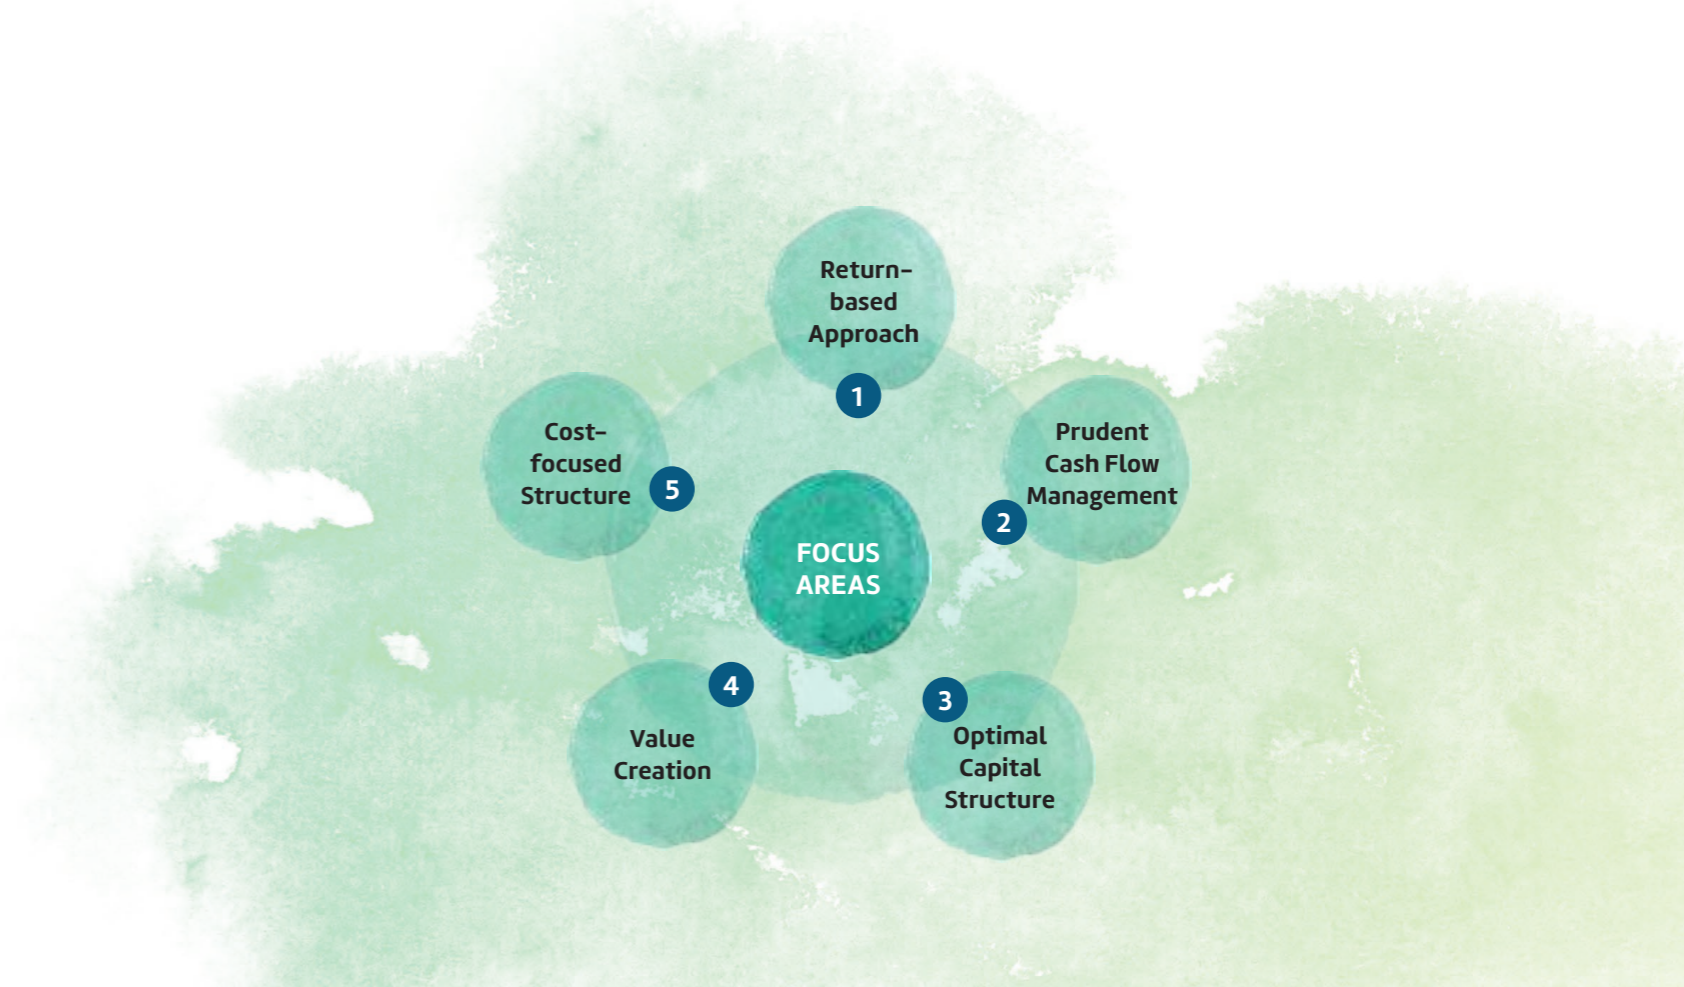 Return-
based
Approach
1
Prudent
Cash Flow
Management
2
3
Optimal
Capital
Structure
4
Value
Creation
Cost-
focused
Structure
5
FOCUS
AREAS